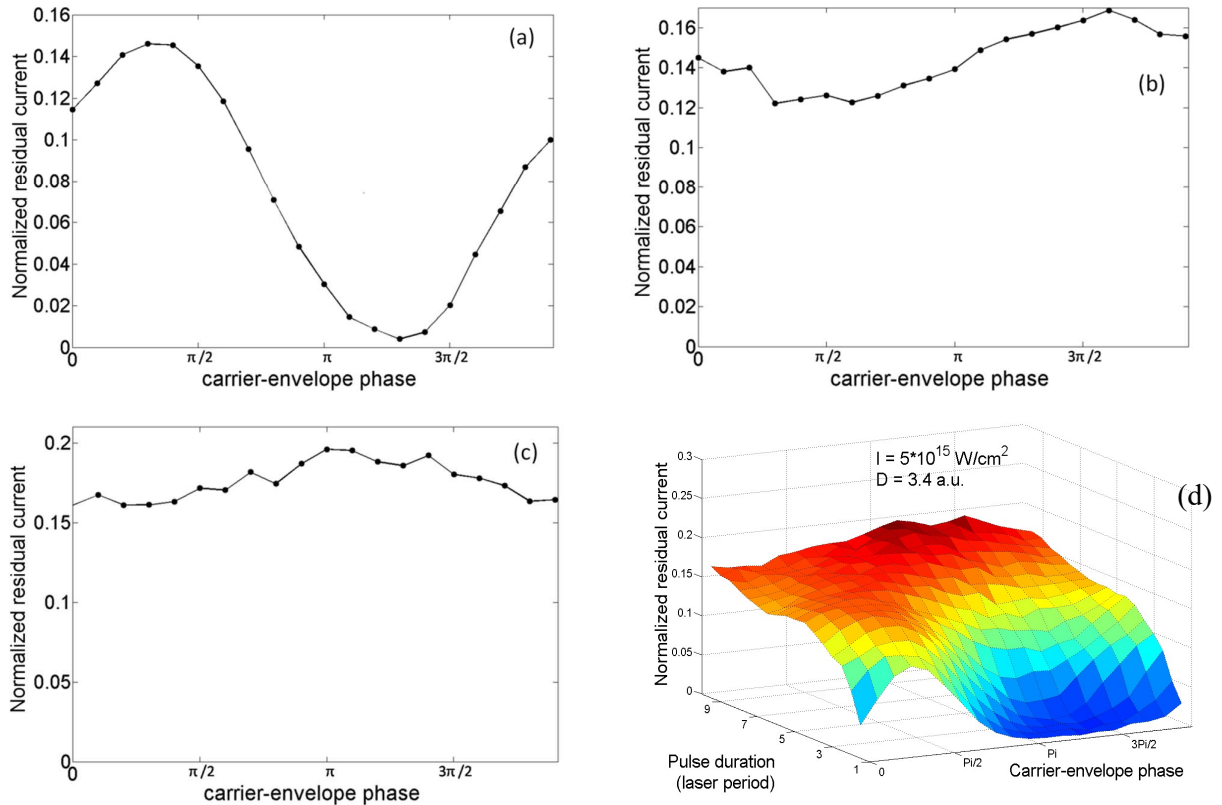 (a)
Normalized residual current
0.16
0.14
0.12
0.1
0.08
0.06
0.04
0.02
0
0
π/2
π
3π/2
carrier-envelope phase
(b)
Normalized residual current
0.16
0.14
0.12
0.1
0.08
0.16
0.04
0.02
0
0
π/2
π
3π/2
carrier-envelope phase
(c)
Normalized residual current
0.2
0.15
0.1
0.05
0
0
π/2
π
3π/2
carrier-envelope phase
(d)
I = 5*10^15 W/cm^2
D = 3.4 a.u.
Normalized residual current
0.3
0.25
0.2
0.15
0.1
0.05
0
9
7
5
3
1
Pulse duration
(laser period)
0
Pi/2
Pi
3Pi/2
Carrier-envelope phase